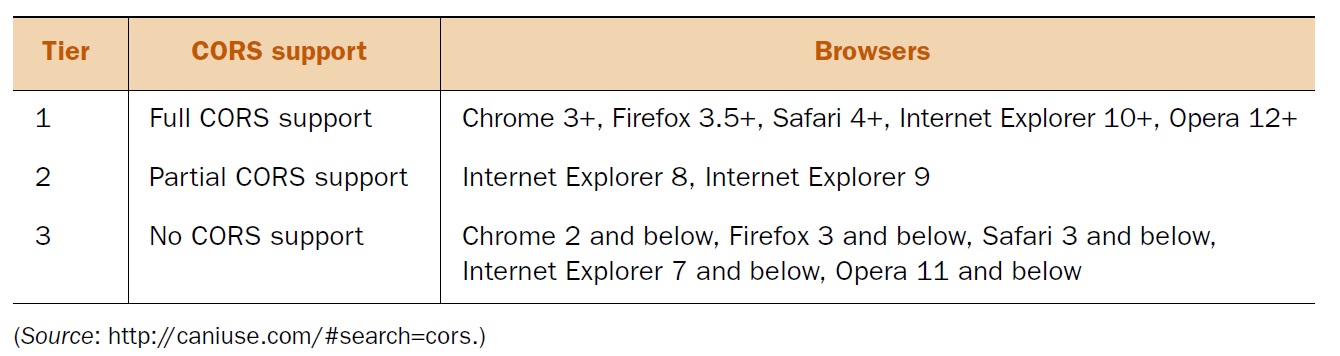 Tier CORS support Browsers
1 Full CORS support Chrome 3+, Firefox 3.5+, Safari 4+, Internet Explorer 10+, Opera 12+
2 Partial CORS support Internet Explorer 8, Internet Explorer 9
3 No CORS support Chrome 2 and below, Firefox 3 and below, Safari 3 and below,
Internet Explorer 7 and below, Opera 11 and below
(Source: http://caniuse.com/#search=cors.)